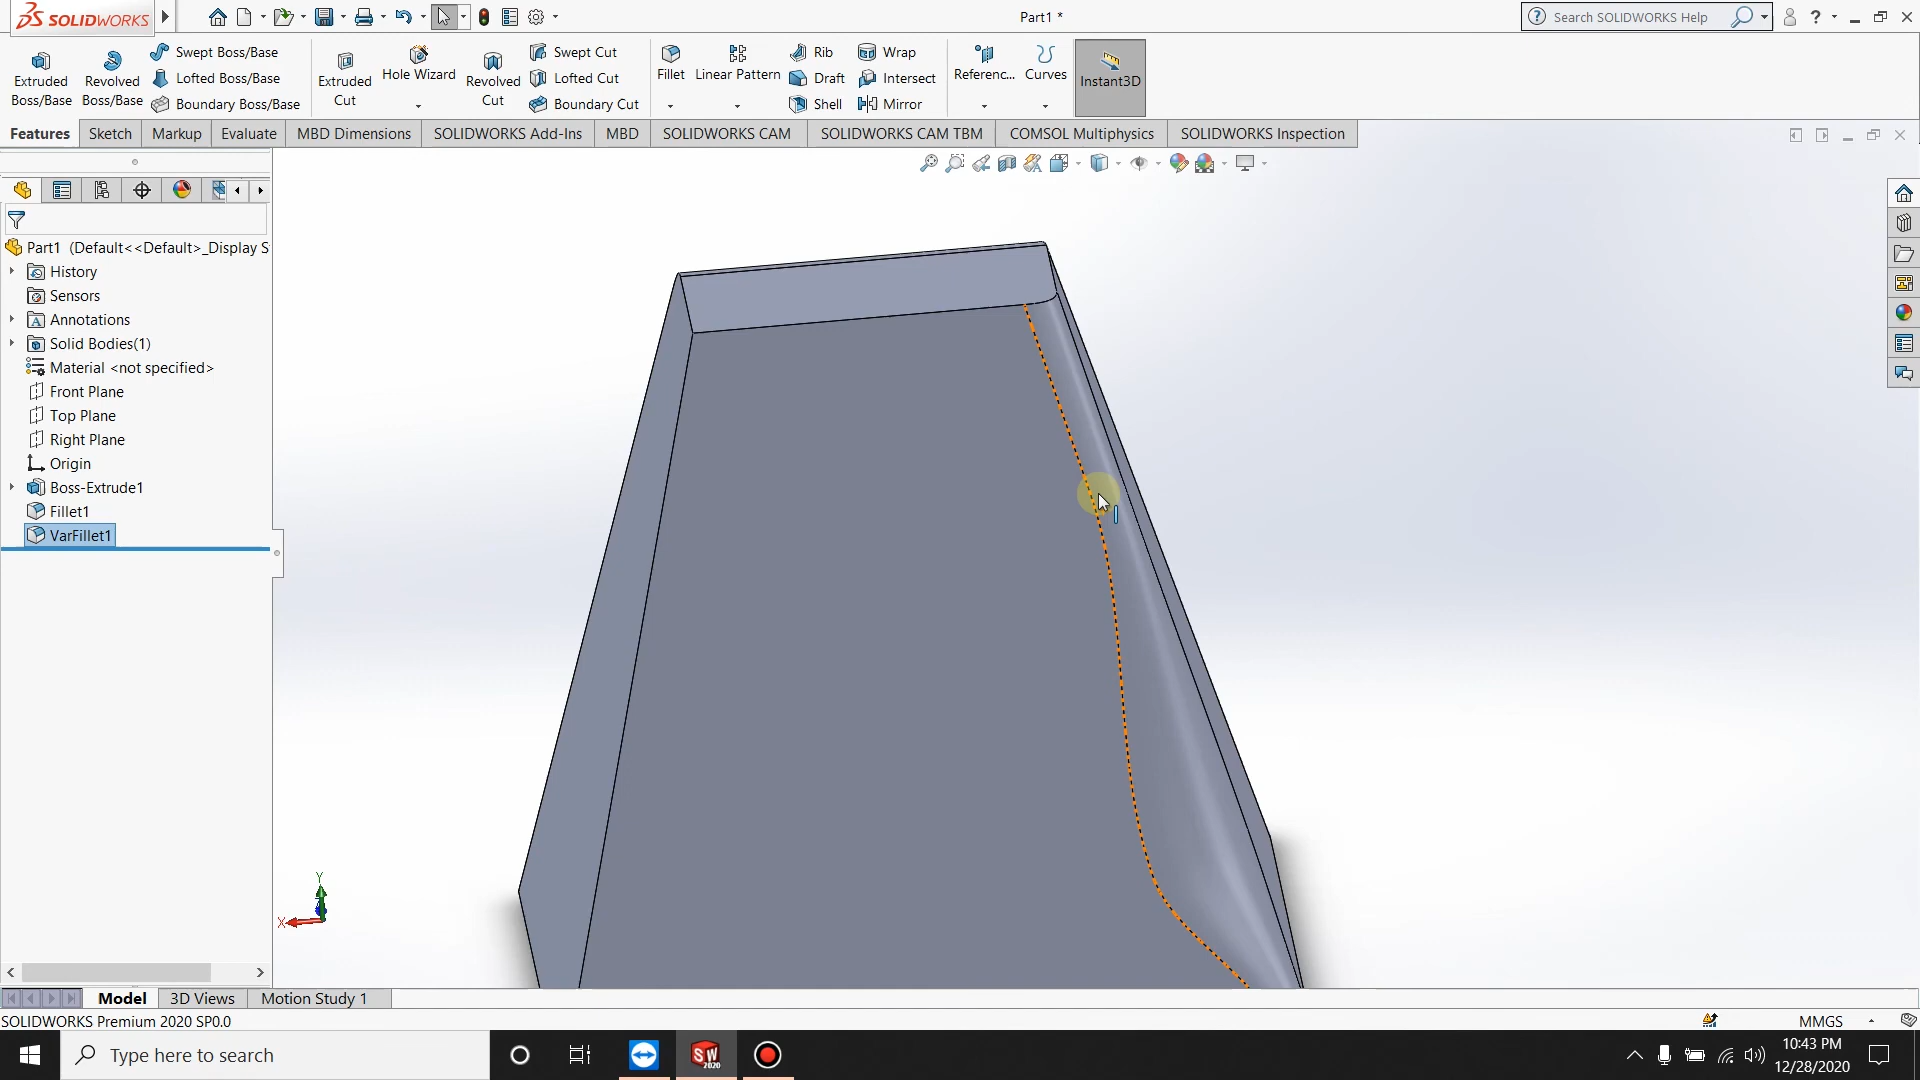 SOLIDWORKS
Part1 *
Search SOLIDWORKS Help
Extruded Boss/Base
Revolved Boss/Base
Swept Boss/Base
Lofted Boss/Base
Boundary Boss/Base
Extruded Cut
Hole Wizard
Revolved Cut
Swept Cut
Lofted Cut
Boundary Cut
Fillet
Linear Pattern
Rib
Draft
Shell
Wrap
Intersect
Mirror
Referenc...
Curves
Instant3D
Features Sketch Markup Evaluate MBD Dimensions SOLIDWORKS Add-Ins MBD SOLIDWORKS CAM SOLIDWORKS CAM TBM COMSOL Multiphysics SOLIDWORKS Inspection
Part1 (Default<<Default>_Display S
History
Sensors
Annotations
Solid Bodies(1)
Material <not specified>
Front Plane
Top Plane
Right Plane
Origin
Boss-Extrude1
Fillet1
VarFillet1
Y
X
Model 3D Views Motion Study 1
SOLIDWORKS Premium 2020 SP0.0
MMGS
Type here to search
SW
2020
10:43 PM
12/28/2020